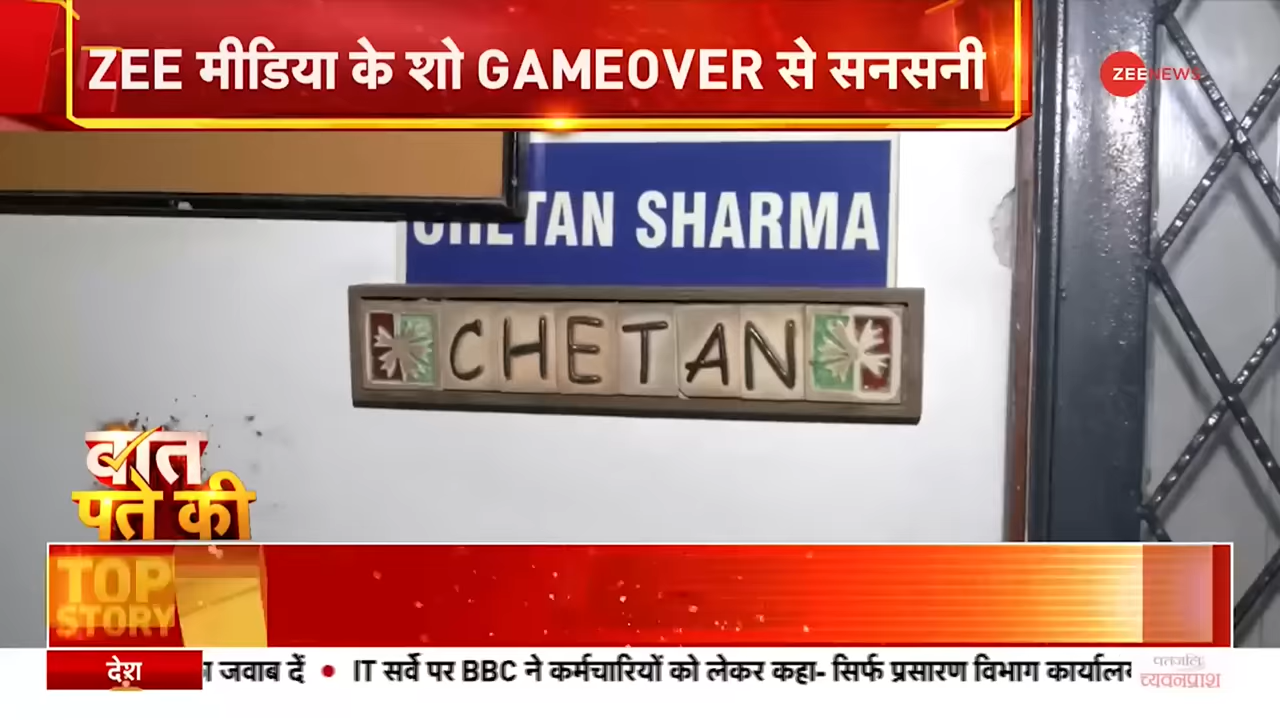 ZEE मीडिया के शो GAMEOVER से सनसनी
ZEE NEWS
CHETAN SHARMA
CHETAN
बात
पते की
TOP
STORY
देश
जवाब दें • IT सर्वे पर BBC ने कर्मचारियों को लेकर कहा- सिर्फ प्रसारण विभाग कार्यालय
पतंजलि
च्यवनप्राश